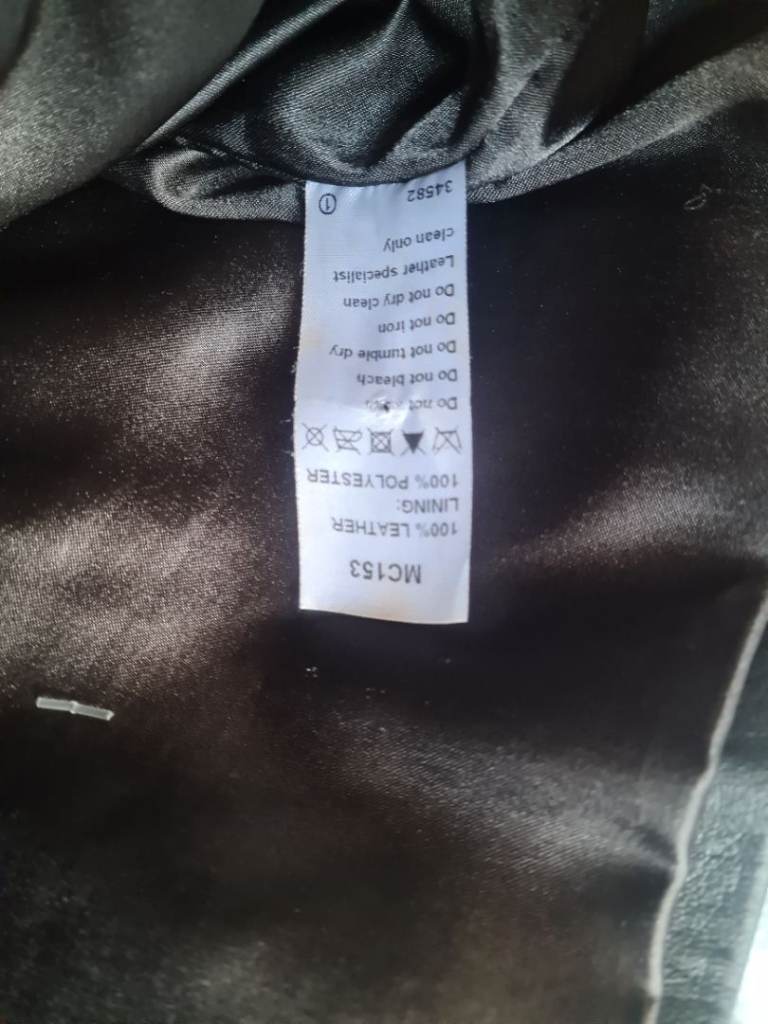 MC153
100% LEATHER
LINING:
100% POLYESTER
Do not
Do not bleach
Do not tumble dry
Do not iron
Do not dry clean
Leather specialist
clean only
34582 1